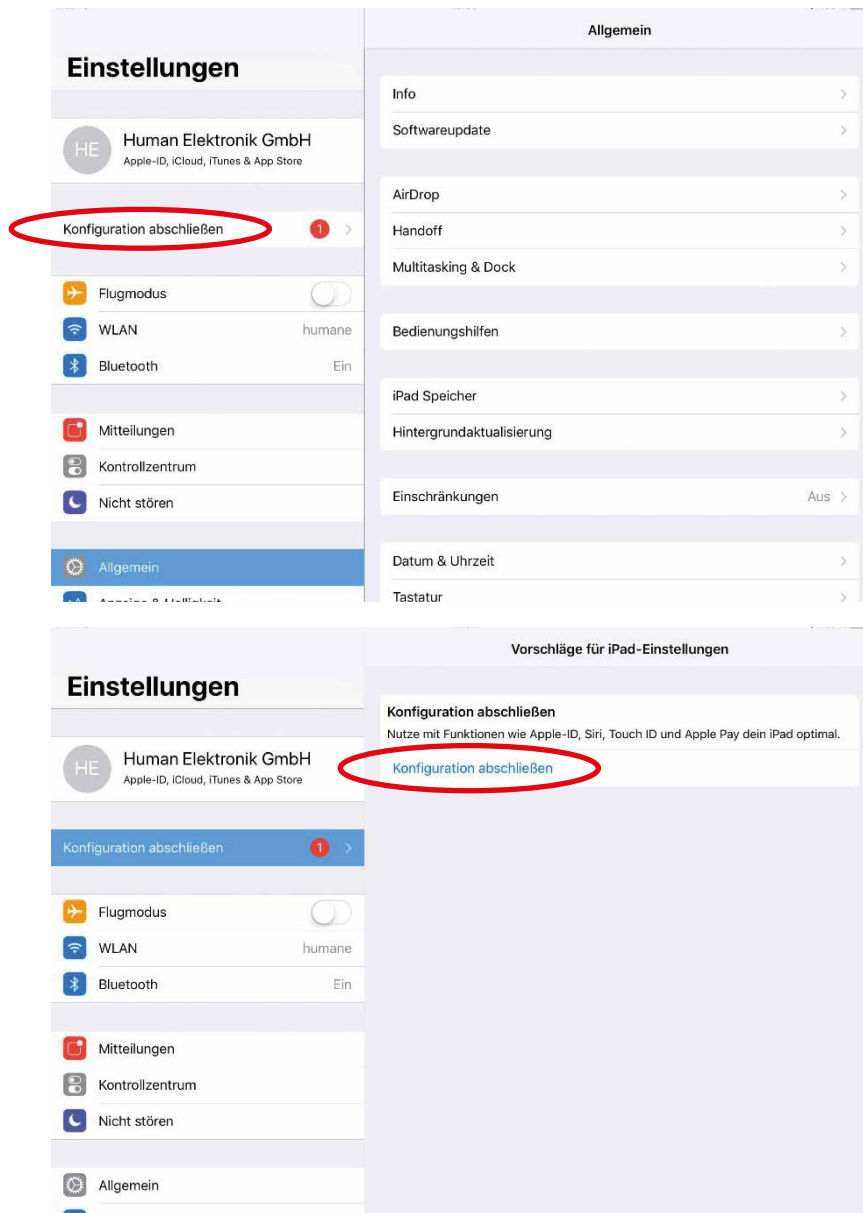 Allgemein
Einstellungen
Info
Softwareupdate
HE
Human Elektronik GmbH
Apple-ID, iCloud, iTunes & App Store
AirDrop
Konfiguration abschließen 1
Handoff
Multitasking & Dock
Flugmodus
WLAN humane
Bedienungshilfen
Bluetooth Ein
iPad Speicher
Mitteilungen
Hintergrundaktualisierung
Kontrollzentrum
Nicht stören
Einschränkungen Aus
Allgemein
Datum & Uhrzeit
Tastatur
Vorschläge für iPad-Einstellungen
Einstellungen
Konfiguration abschließen
Nutze mit Funktionen wie Apple-ID, Siri, Touch ID und Apple Pay dein iPad optimal.
HE
Human Elektronik GmbH
Apple-ID, iCloud, iTunes & App Store
Konfiguration abschließen
Konfiguration abschließen 1
Flugmodus
WLAN humane
Bluetooth Ein
Mitteilungen
Kontrollzentrum
Nicht stören
Allgemein